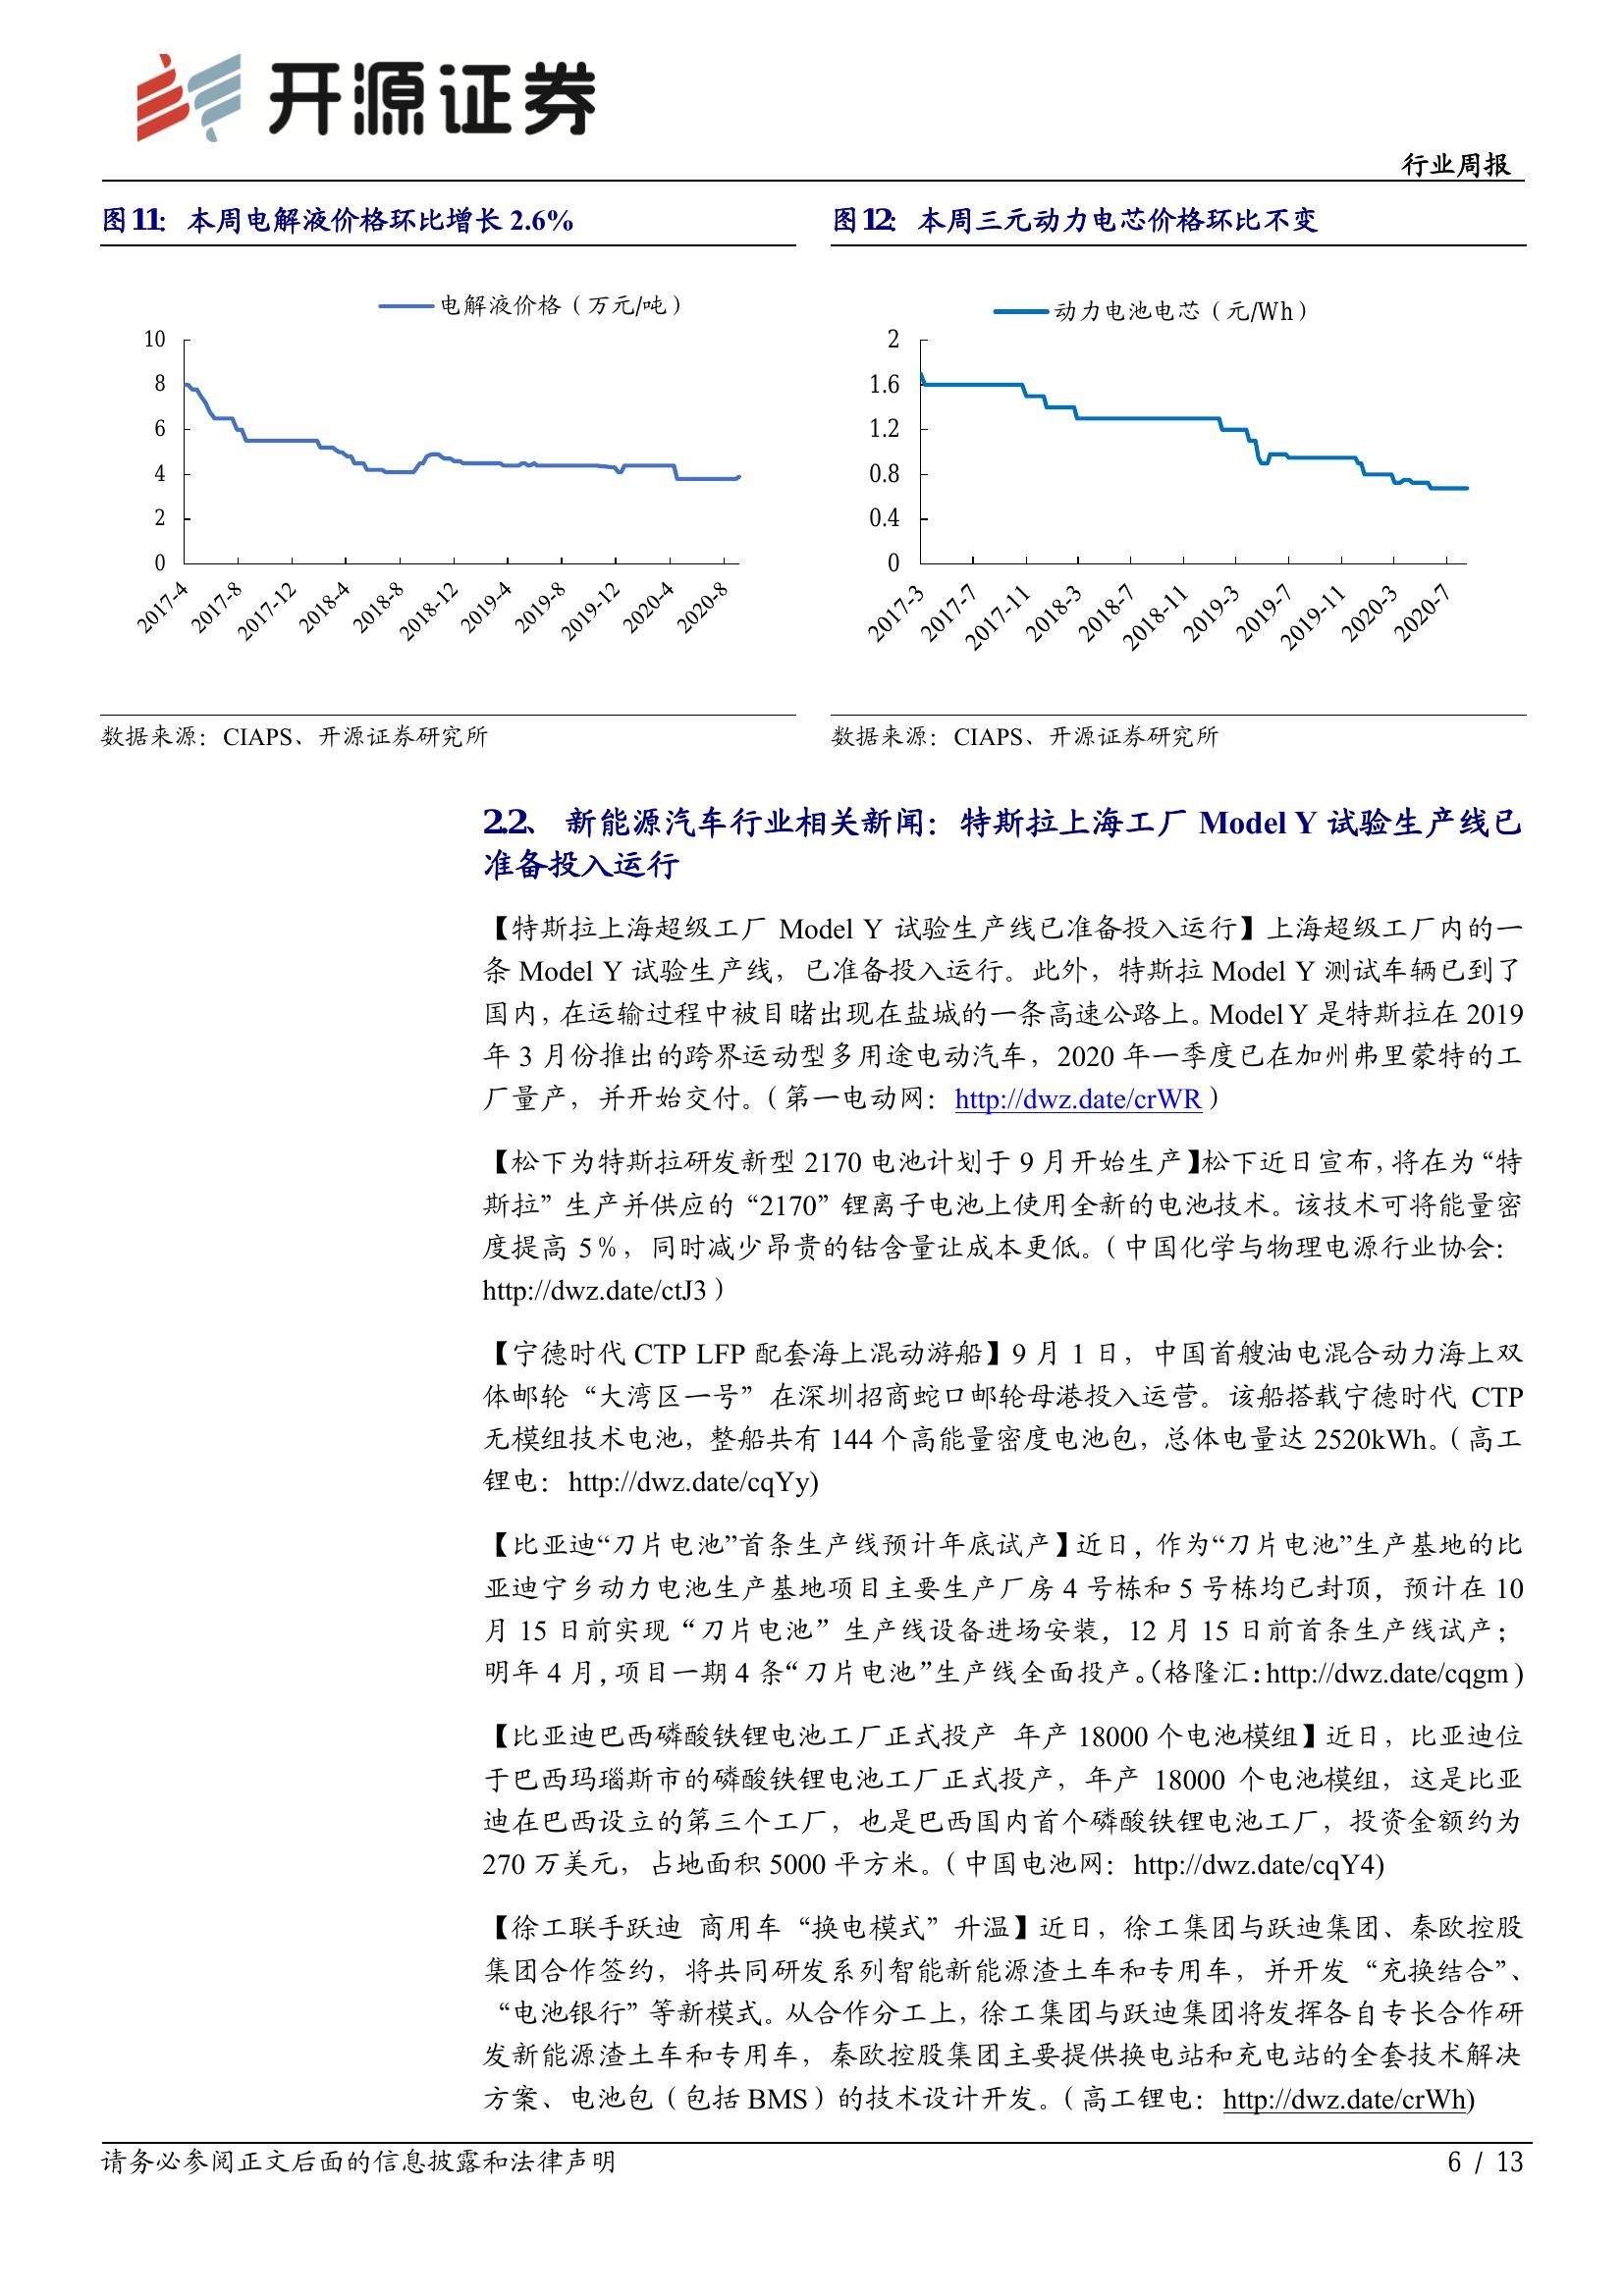 开源证券
行业周报
图11： 本周电解液价格环比增长 2.6%
电解液价格（万元/吨）
10
8
6
4
2
0
2017-4
2017-8
2017-12
2018-4
2018-8
2018-12
2019-4
2019-8
2019-12
2020-4
2020-8
数据来源：CIAPS、开源证券研究所
图12： 本周三元动力电芯价格环比不变
动力电池电芯（元/Wh）
2
1.6
1.2
0.8
0.4
0
2017-3
2017-7
2017-11
2018-3
2018-7
2018-11
2019-3
2019-7
2019-11
2020-3
2020-7
数据来源：CIAPS、开源证券研究所
2.2、 新能源汽车行业相关新闻：特斯拉上海工厂 Model Y 试验生产线已
准备投入运行
【特斯拉上海超级工厂 Model Y 试验生产线已准备投入运行】上海超级工厂内的一
条 Model Y 试验生产线，已准备投入运行。此外，特斯拉 Model Y 测试车辆已到了
国内，在运输过程中被目睹出现在盐城的一条高速公路上。Model Y 是特斯拉在 2019
年 3 月份推出的跨界运动型多用途电动汽车，2020 年一季度已在加州弗里蒙特的工
厂量产，并开始交付。（第一电动网：http://dwz.date/crWR）
【松下为特斯拉研发新型 2170 电池计划于 9 月开始生产】松下近日宣布，将在为“特
斯拉”生产并供应的“2170”锂离子电池上使用全新的电池技术。该技术可将能量密
度提高 5%，同时减少昂贵的钴含量让成本更低。（中国化学与物理电源行业协会：
http://dwz.date/ctJ3）
【宁德时代 CTP LFP 配套海上混动游船】9 月 1 日，中国首艘油电混合动力海上双
体邮轮“大湾区一号”在深圳招商蛇口邮轮母港投入运营。该船搭载宁德时代 CTP
无模组技术电池，整船共有 144 个高能量密度电池包，总体电量达 2520kWh。（高工
锂电：http://dwz.date/cqYy)
【比亚迪“刀片电池”首条生产线预计年底试产】近日，作为“刀片电池”生产基地的比
亚迪宁乡动力电池生产基地项目主要生产厂房 4 号栋和 5 号栋均已封顶，预计在 10
月 15 日前实现“刀片电池”生产线设备进场安装，12 月 15 日前首条生产线试产；
明年 4 月，项目一期 4 条“刀片电池”生产线全面投产。（格隆汇：http://dwz.date/cqgm）
【比亚迪巴西磷酸铁锂电池工厂正式投产 年产 18000 个电池模组】近日，比亚迪位
于巴西玛瑙斯市的磷酸铁锂电池工厂正式投产，年产 18000 个电池模组，这是比亚
迪在巴西设立的第三个工厂，也是巴西国内首个磷酸铁锂电池工厂，投资金额约为
270 万美元，占地面积 5000 平方米。（中国电池网：http://dwz.date/cqY4)
【徐工联手跃迪 商用车“换电模式”升温】近日，徐工集团与跃迪集团、秦欧控股
集团合作签约，将共同研发系列智能新能源渣土车和专用车，并开发“充换结合”、
“电池银行”等新模式。从合作分工上，徐工集团与跃迪集团将发挥各自专长合作研
发新能源渣土车和专用车，秦欧控股集团主要提供换电站和充电站的全套技术解决
方案、电池包（包括 BMS）的技术设计开发。（高工锂电：http://dwz.date/crWh)
请务必参阅正文后面的信息披露和法律声明
6 / 13